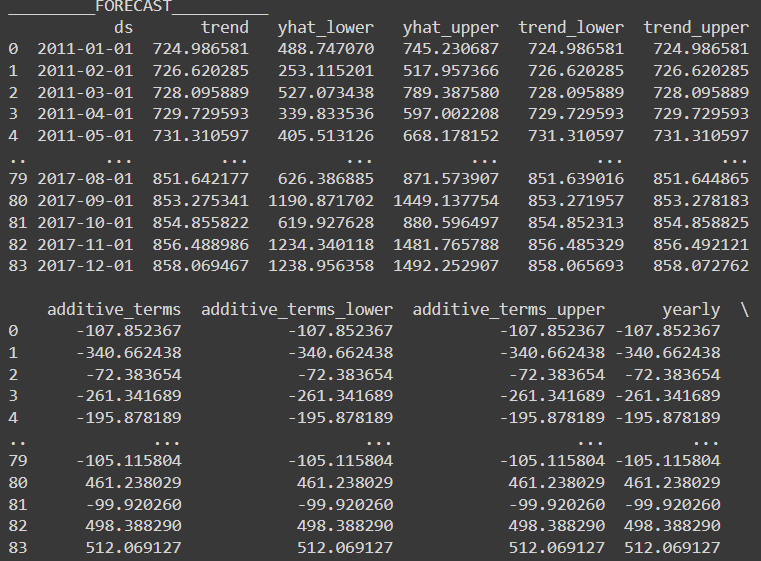 _________FORECAST__________
ds trend yhat_lower yhat_upper trend_lower trend_upper
0 2011-01-01 724.986581 488.747070 745.230687 724.986581 724.986581
1 2011-02-01 726.620285 253.115201 517.957366 726.620285 726.620285
2 2011-03-01 728.095889 527.073438 789.387580 728.095889 728.095889
3 2011-04-01 729.729593 339.833536 597.002208 729.729593 729.729593
4 2011-05-01 731.310597 405.513126 668.178152 731.310597 731.310597
.. ... ... ... ... ... ...
79 2017-08-01 851.642177 626.386885 871.573907 851.639016 851.644865
80 2017-09-01 853.275341 1190.871702 1449.137754 853.271957 853.278183
81 2017-10-01 854.855822 619.927628 880.596497 854.852313 854.858825
82 2017-11-01 856.488986 1234.340118 1481.765788 856.485329 856.492121
83 2017-12-01 858.069467 1238.956358 1492.252907 858.065693 858.072762
additive_terms additive_terms_lower additive_terms_upper yearly \
0 -107.852367 -107.852367 -107.852367 -107.852367
1 -340.662438 -340.662438 -340.662438 -340.662438
2 -72.383654 -72.383654 -72.383654 -72.383654
3 -261.341689 -261.341689 -261.341689 -261.341689
4 -195.878189 -195.878189 -195.878189 -195.878189
.. ... ... ... ...
79 -105.115804 -105.115804 -105.115804 -105.115804
80 461.238029 461.238029 461.238029 461.238029
81 -99.920260 -99.920260 -99.920260 -99.920260
82 498.388290 498.388290 498.388290 498.388290
83 512.069127 512.069127 512.069127 512.069127